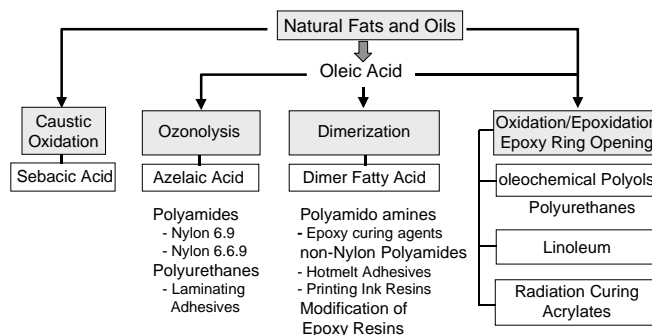 Natural Fats and Oils
Oleic Acid
Caustic
Oxidation
Sebacic Acid
Ozonolysis
Azelaic Acid
Polyamides
- Nylon 6.9
- Nylon 6.6.9
Polyurethanes
- Laminating
Adhesives
Dimerization
Dimer Fatty Acid
Polyamido amines
- Epoxy curing agents
non-Nylon Polyamides
- Hotmelt Adhesives
- Printing Ink Resins
Modification of
Epoxy Resins
Oxidation/Epoxidation
Epoxy Ring Opening
oleochemical Polyols
Polyurethanes
Linoleum
Radiation Curing
Acrylates